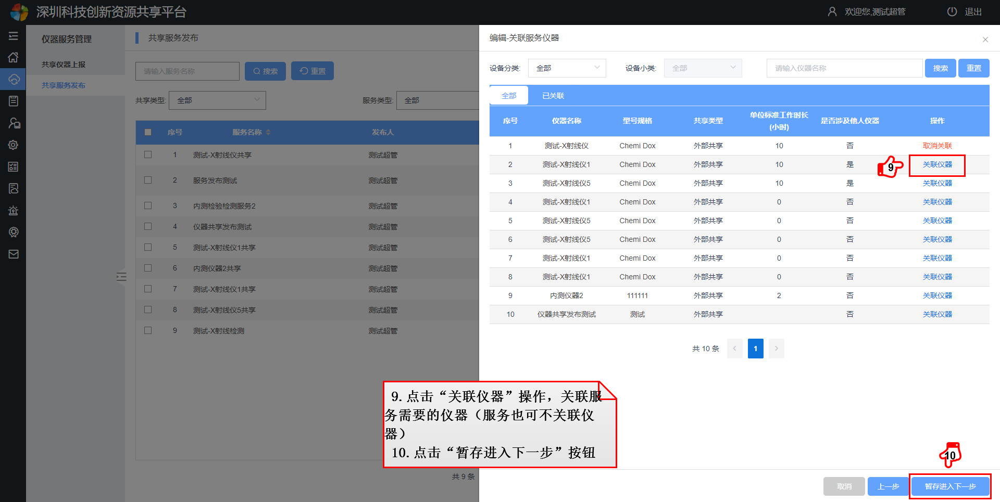 深圳科技创新资源共享平台
欢迎您,测试超管
退出
仪器服务管理
共享仪器上报
共享服务发布
共享服务发布
请输入服务名称
搜索
重置
共享类型: 全部
服务类型: 全部
序号 服务名称 发布人
1 测试-X射线仪共享 测试超管
2 服务发布测试 测试超管
3 内测检验检测服务2 测试超管
4 仪器共享发布测试 测试超管
5 测试-X射线仪1共享 测试超管
6 内测仪器2共享 测试超管
7 测试-X射线仪1共享 测试超管
8 测试-X射线仪5共享 测试超管
9 测试-X射线检测 测试超管
共 9 条
编辑-关联服务仪器
设备分类: 全部
设备小类: 全部
请输入仪器名称
搜索
重置
全部 已关联
序号 仪器名称 型号规格 共享类型 单位标准工作时长 是否涉及他人仪器 操作
(小时)
1 测试-X射线仪 Chemi Dox 外部共享 10 否 取消关联
2 测试-X射线仪1 Chemi Dox 外部共享 10 是 关联仪器
3 测试-X射线仪5 Chemi Dox 外部共享 10 是 关联仪器
4 测试-X射线仪1 Chemi Dox 外部共享 0 否 关联仪器
5 测试-X射线仪5 Chemi Dox 外部共享 0 否 关联仪器
6 测试-X射线仪5 Chemi Dox 外部共享 0 否 关联仪器
7 测试-X射线仪1 Chemi Dox 外部共享 0 否 关联仪器
8 测试-X射线仪1 Chemi Dox 外部共享 0 否 关联仪器
9 内测仪器2 111111 外部共享 2 否 关联仪器
10 仪器共享发布测试 测试 外部共享 否 关联仪器
9
共 10 条
1
9.点击“关联仪器”操作，关联服
务需要的仪器（服务也可不关联仪
器）
10.点击“暂存进入下一步”按钮
10
取消
上一步
暂存进入下一步